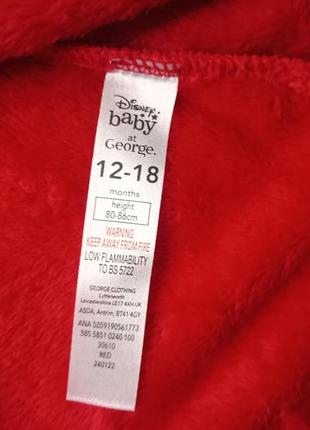 Disney
baby
at
George.
12-18
months
height
80-86cm
WARNING
KEEP AWAY FROM FIRE
LOW FLAMMABILITY
TO BS 5722
GEORGE CLOTHING
Lutterworth
Leicestershire LE17 4XH UK
ASDA, Antrim, BT41 4GY
ANA 5059190561773
585 5851 0240 100
30610
RED
240122